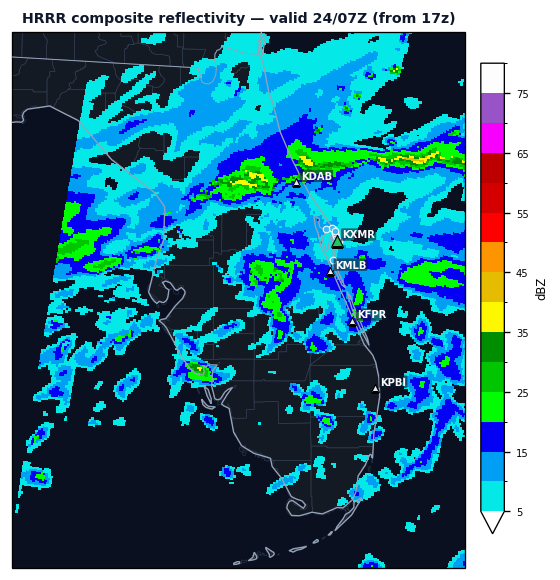 HRRR composite reflectivity — valid 24/07Z (from 17z)
KDAB
KXMR
KMLB
KFPR
KPBI
75
65
55
45
35
25
15
5
dBZ